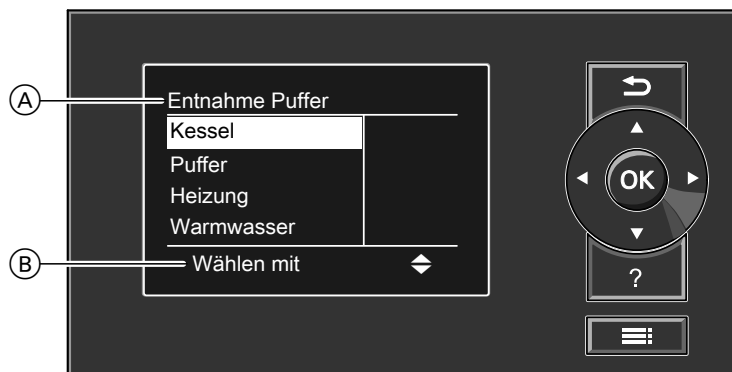 A
Entnahme Puffer
Kessel
Puffer
Heizung
Warmwasser
B
Wählen mit
OK
?